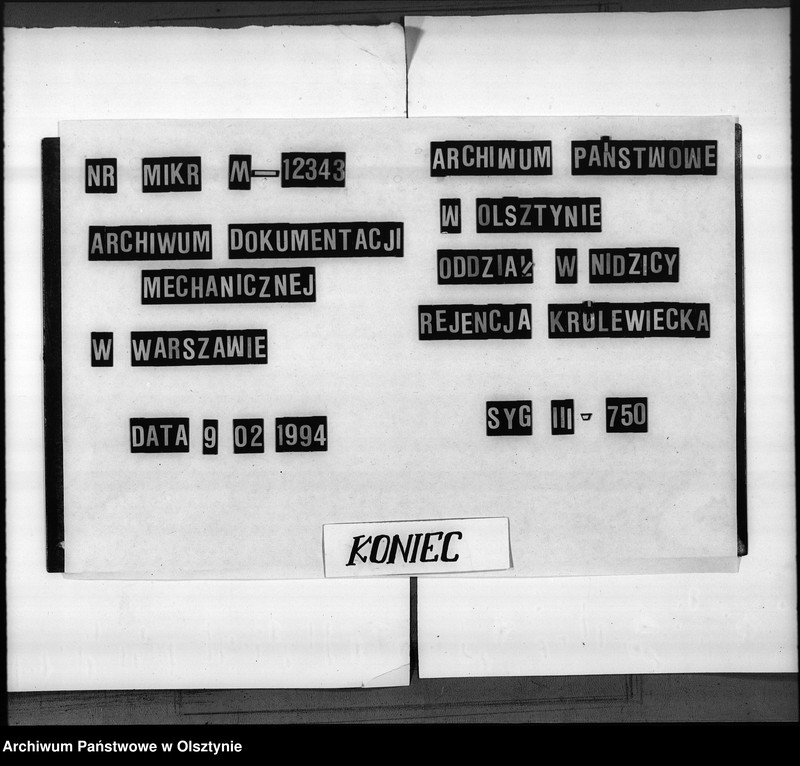 NR MIKR M—12343
ARCHIWUM DOKUMENTACJI
MECHANICZNEJ
W WARSZAWIE
DATA 9 02 1994
ARCHIWUM PAŃSTWOWE
W OLSZTYNIE
ODDZIAŁ W NIDZICY
REJENCJA KRÓLEWIECKA
SYG III - 750
KONIEC
Archiwum Państwowe w Olsztynie